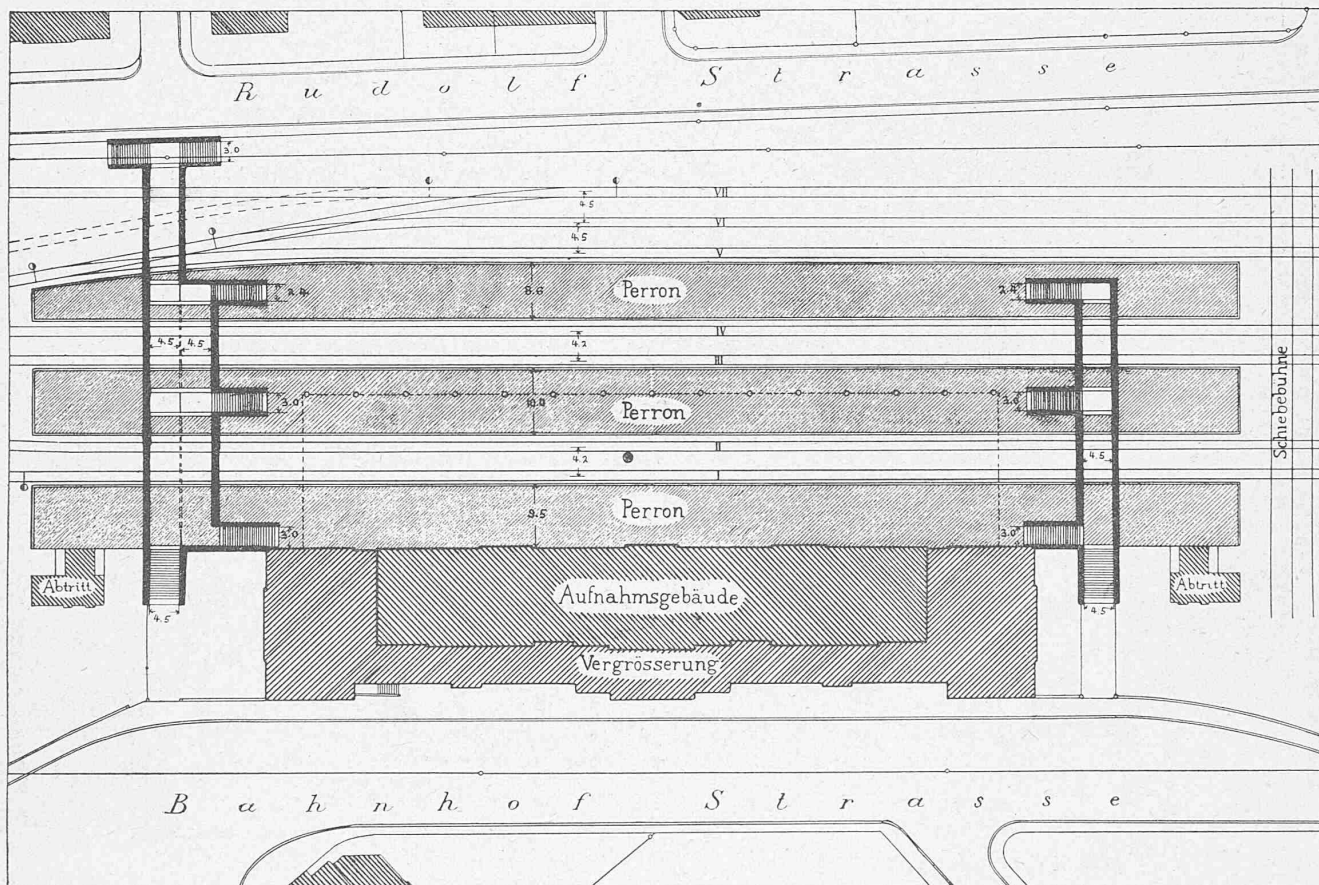 Rudolf Strasse
3.0
VII
4.5
VI
4.5
V
2.4
8.6
Perron
2.4
IV
4.5 4.5
4.2
III
3.0
10.0
Perron
3.0
II
4.2
4.5
I
Schiebebühne
9.5
Perron
3.0
3.0
Abtritt
Aufnahmsgebäude
Abtritt
4.5
4.5
Vergrösserung
Bahnhof Strasse